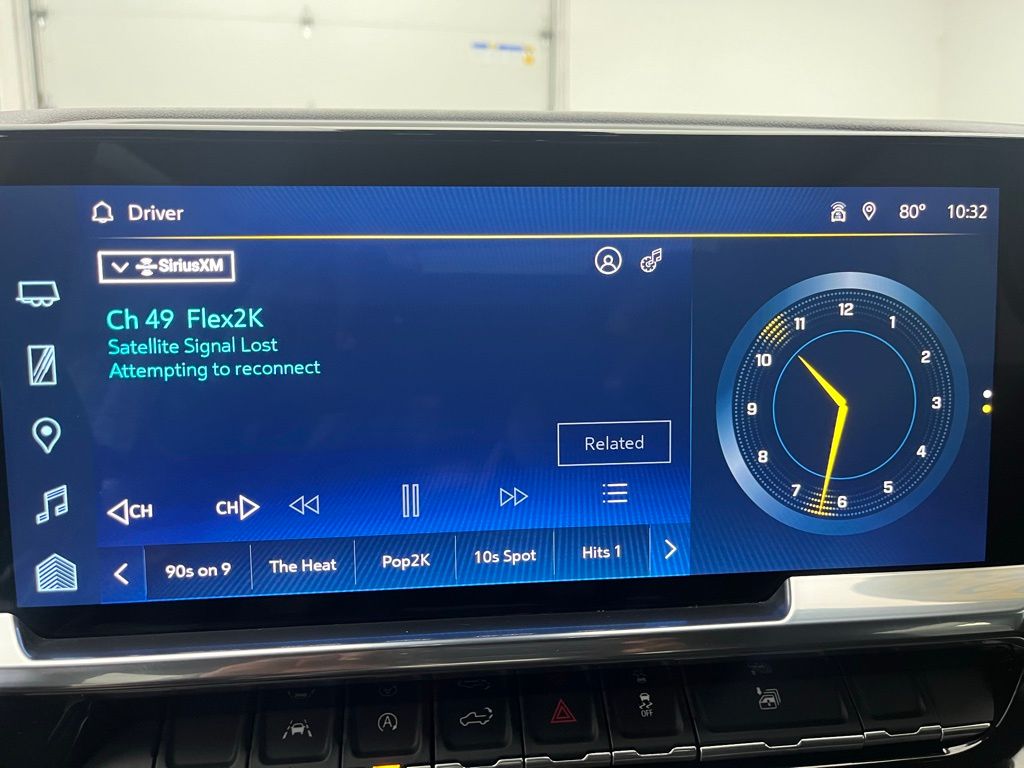 Driver
80° 10:32
SiriusXM
Ch 49 Flex2K
Satellite Signal Lost
Attempting to reconnect
Related
CH CH
90s on 9 The Heat Pop2K 10s Spot Hits 1
12
1
2
3
4
5
6
7
8
9
10
11
A
OFF